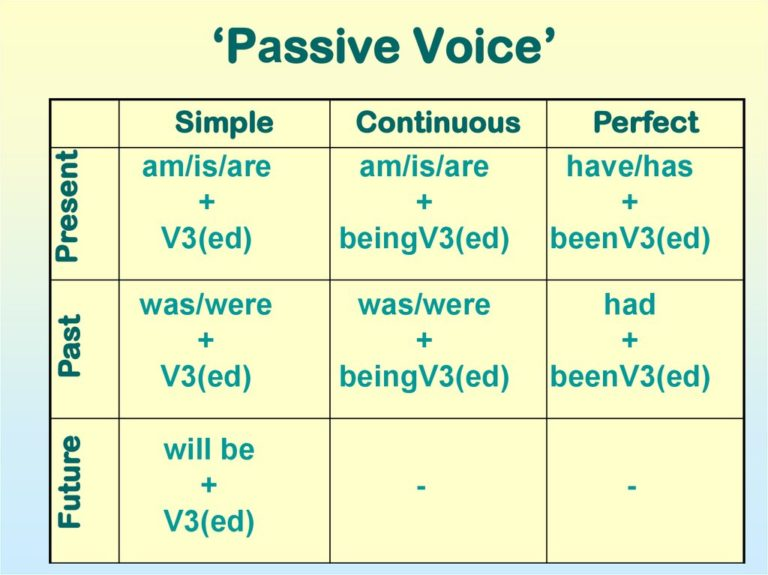 ‘Passive Voice’
Simple Continuous Perfect
Present
am/is/are am/is/are have/has
+ + +
V3(ed) beingV3(ed) beenV3(ed)
Past
was/were was/were had
+ + +
V3(ed) beingV3(ed) beenV3(ed)
Future
will be
+ - -
V3(ed)